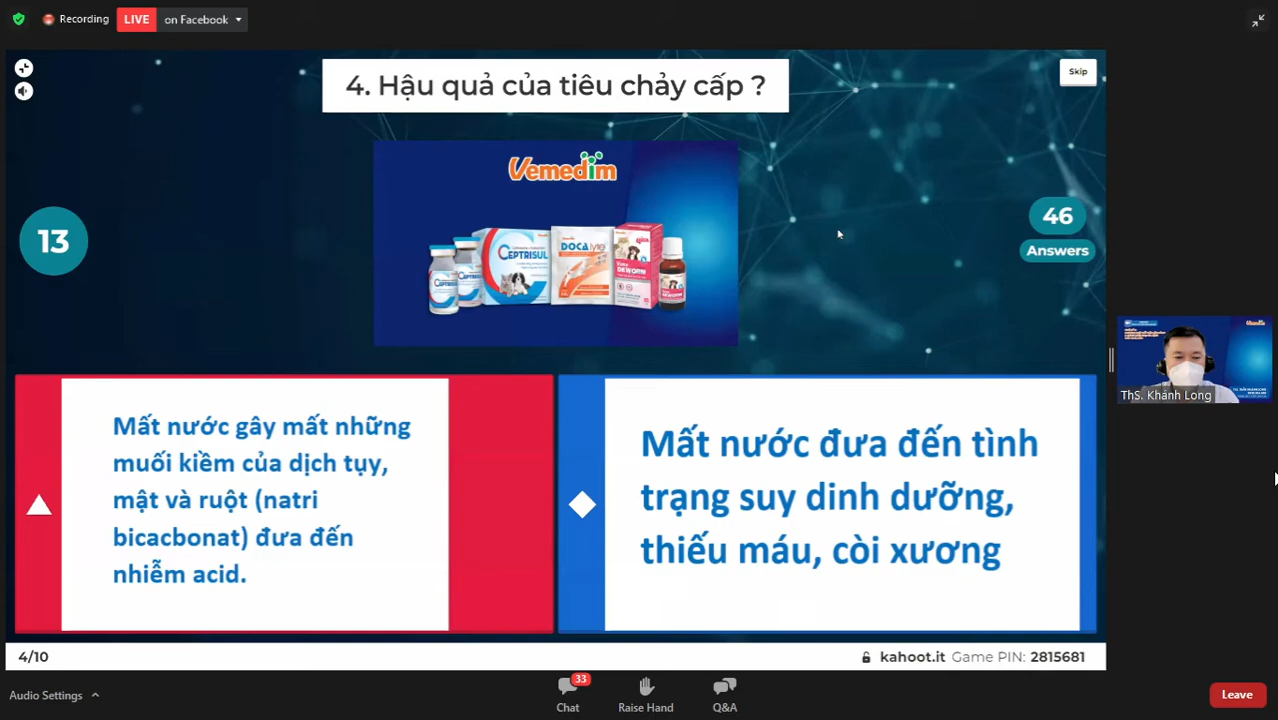 Recording
LIVE
on Facebook
4. Hậu quả của tiêu chảy cấp ?
Skip
Vemedim
13
46
Answers
CEPTRISUL
DOCA lyte
DEWORM
Mất nước gây mất những
muối kiềm của dịch tụy,
mật và ruột (natri
bicacbonat) đưa đến
nhiễm acid.
Mất nước đưa đến tình
trạng suy dinh dưỡng,
thiếu máu, còi xương
Vemedim
ThS. Khánh Long
4/10
kahoot.it Game PIN: 2815681
Audio Settings
33
Chat
Raise Hand
Q&A
Leave